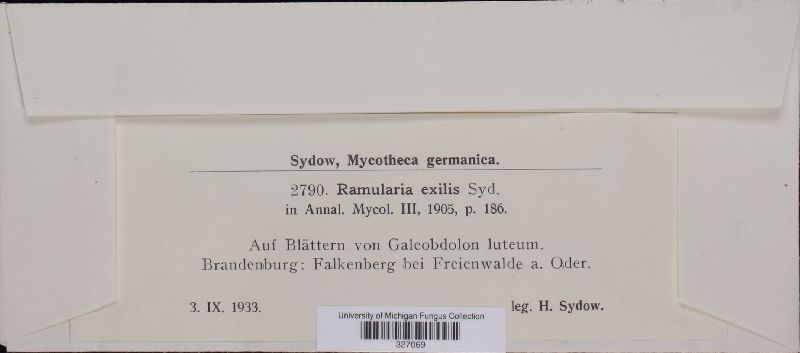 Sydow, Mycotheca germanica.
2790. Ramularia exilis Syd.
in Annal. Mycol. III, 1905, p. 186.
Auf Blättern von Galeobdolon luteum.
Brandenburg: Falkenberg bei Freienwalde a. Oder.
3. IX. 1933. leg. H. Sydow.
University of Michigan Fungus Collection
327069